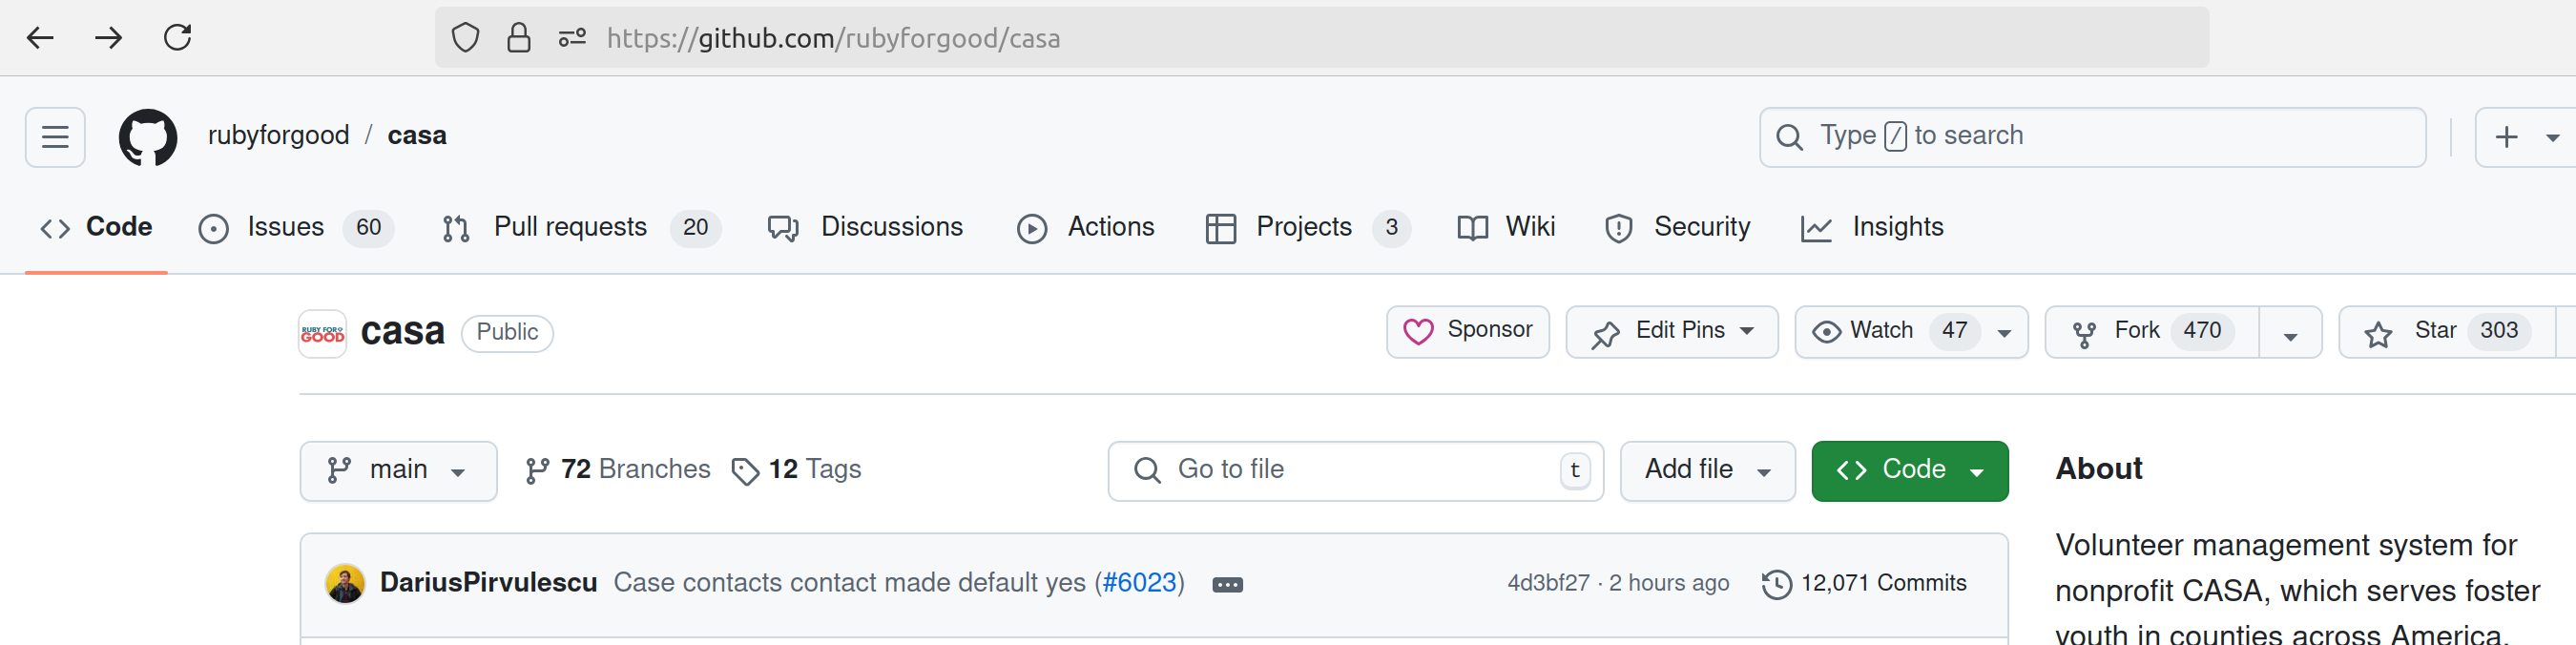 https://github.com/rubyforgood/casa
rubyforgood / casa
Type / to search
Code Issues 60 Pull requests 20 Discussions Actions Projects 3 Wiki Security Insights
RUBY FOR GOOD casa Public Sponsor Edit Pins Watch 47 Fork 470 Star 303
main 72 Branches 12 Tags Go to file t Add file Code About
DariusPirvulescu Case contacts contact made default yes (#6023) 4d3bf27 · 2 hours ago 12,071 Commits
Volunteer management system for
nonprofit CASA, which serves foster
youth in counties across America.